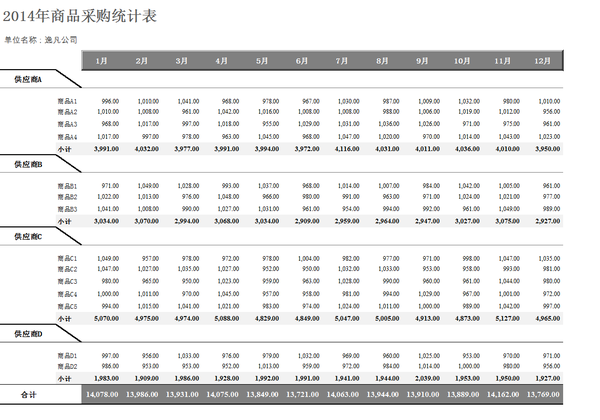 2014年商品采购统计表
单位名称：逸凡公司
1月 2月 3月 4月 5月 6月 7月 8月 9月 10月 11月 12月
供应商A
商品A1 996.00 1,010.00 1,041.00 968.00 978.00 967.00 1,030.00 987.00 1,009.00 1,032.00 980.00 1,010.00
商品A2 1,010.00 1,008.00 961.00 1,042.00 1,016.00 1,008.00 1,008.00 988.00 1,006.00 1,019.00 1,012.00 956.00
商品A3 968.00 1,017.00 997.00 1,018.00 955.00 1,029.00 1,031.00 1,036.00 1,026.00 971.00 975.00 961.00
商品A4 1,017.00 997.00 978.00 963.00 1,045.00 968.00 1,047.00 1,020.00 970.00 1,014.00 1,043.00 1,023.00
小计 3,991.00 4,032.00 3,977.00 3,991.00 3,994.00 3,972.00 4,116.00 4,031.00 4,011.00 4,036.00 4,010.00 3,950.00
供应商B
商品B1 971.00 1,049.00 1,028.00 993.00 1,037.00 968.00 1,014.00 1,007.00 984.00 1,042.00 1,005.00 961.00
商品B2 1,022.00 1,013.00 976.00 1,048.00 966.00 980.00 991.00 963.00 971.00 1,024.00 1,021.00 977.00
商品B3 1,041.00 1,008.00 990.00 1,027.00 1,031.00 961.00 954.00 994.00 992.00 961.00 1,049.00 989.00
小计 3,034.00 3,070.00 2,994.00 3,068.00 3,034.00 2,909.00 2,959.00 2,964.00 2,947.00 3,027.00 3,075.00 2,927.00
供应商C
商品C1 1,049.00 957.00 978.00 972.00 978.00 1,004.00 982.00 977.00 971.00 998.00 1,047.00 1,035.00
商品C2 1,047.00 1,027.00 1,035.00 1,027.00 952.00 950.00 1,032.00 1,033.00 953.00 958.00 993.00 981.00
商品C3 980.00 965.00 950.00 1,023.00 959.00 963.00 1,028.00 990.00 960.00 961.00 1,044.00 980.00
商品C4 1,000.00 1,011.00 970.00 1,045.00 957.00 958.00 981.00 994.00 1,029.00 967.00 1,001.00 972.00
商品C5 994.00 1,015.00 1,041.00 1,021.00 983.00 974.00 1,024.00 1,011.00 1,000.00 989.00 1,042.00 997.00
小计 5,070.00 4,975.00 4,974.00 5,088.00 4,829.00 4,849.00 5,047.00 5,005.00 4,913.00 4,873.00 5,127.00 4,965.00
供应商D
商品D1 997.00 956.00 1,033.00 976.00 979.00 1,032.00 969.00 960.00 1,025.00 953.00 970.00 971.00
商品D2 986.00 953.00 953.00 952.00 1,013.00 959.00 972.00 984.00 1,014.00 1,000.00 980.00 956.00
小计 1,983.00 1,909.00 1,986.00 1,928.00 1,992.00 1,991.00 1,941.00 1,944.00 2,039.00 1,953.00 1,950.00 1,927.00
合计 14,078.00 13,986.00 13,931.00 14,075.00 13,849.00 13,721.00 14,063.00 13,944.00 13,910.00 13,889.00 14,162.00 13,769.00